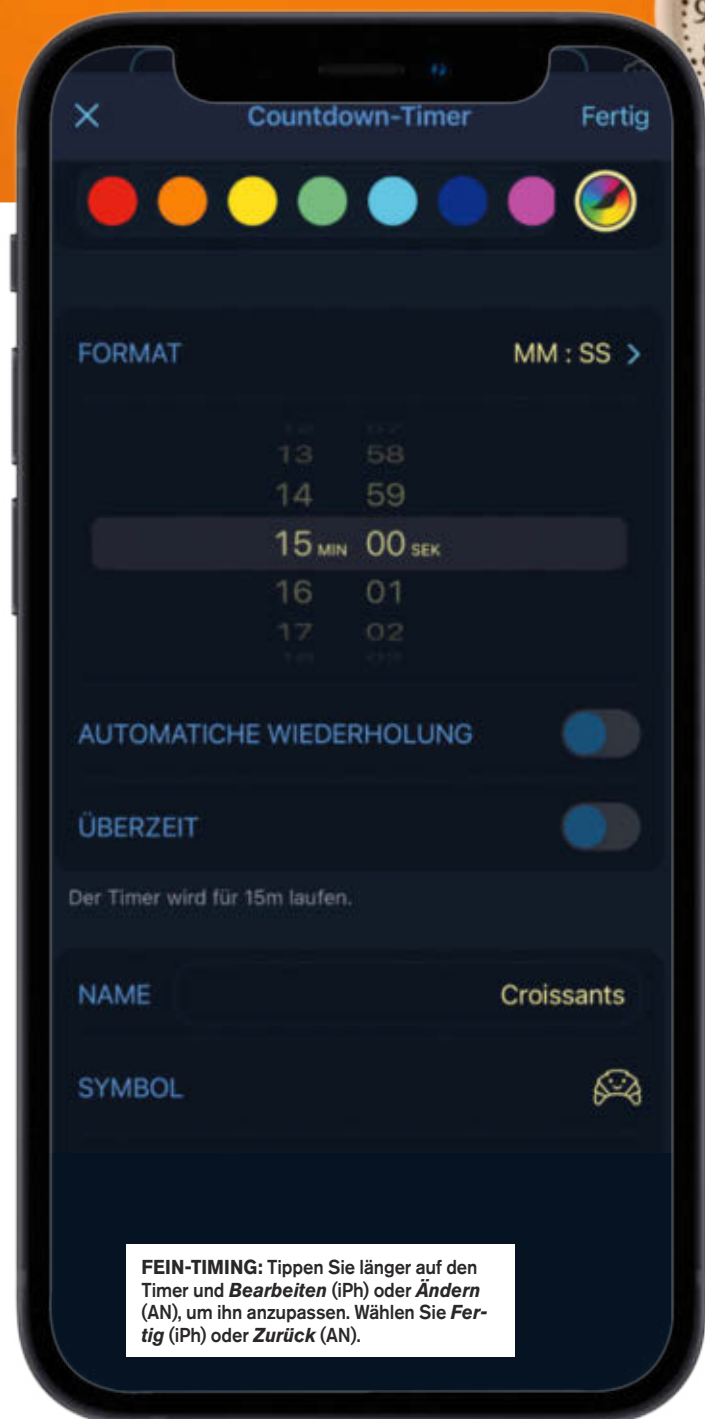 Countdown-Timer Fertig
FORMAT MM : SS >
13 58
14 59
15 MIN 00 SEK
16 01
17 02
AUTOMATICHE WIEDERHOLUNG
ÜBERZEIT
Der Timer wird für 15m laufen.
NAME Croissants
SYMBOL
FEIN-TIMING: Tippen Sie länger auf den
Timer und Bearbeiten (iPh) oder Ändern
(AN), um ihn anzupassen. Wählen Sie Fer-
tig (iPh) oder Zurück (AN).